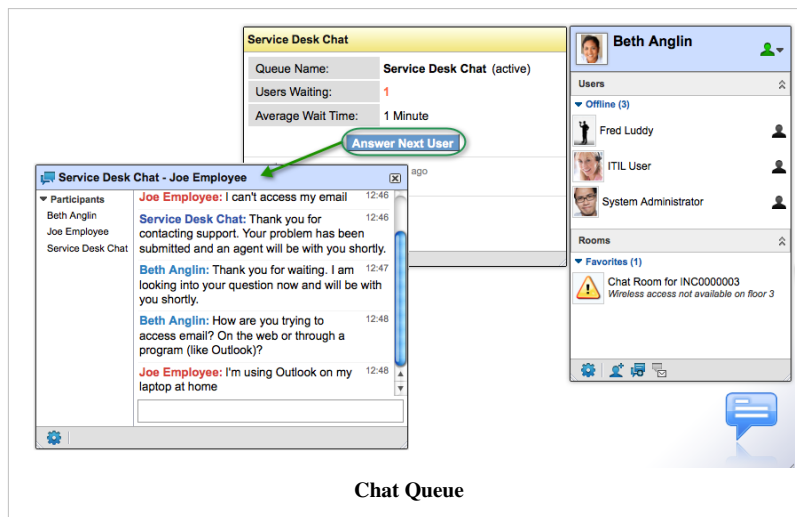 Service Desk Chat
Queue Name: Service Desk Chat (active)
Users Waiting: 1
Average Wait Time: 1 Minute
Answer Next User
ago
Service Desk Chat - Joe Employee
Participants
Beth Anglin
Joe Employee
Service Desk Chat
Joe Employee: I can't access my email 12:46
Service Desk Chat: Thank you for 12:46
contacting support. Your problem has been
submitted and an agent will be with you shortly.
Beth Anglin: Thank you for waiting. I am 12:47
looking into your question now and will be with
you shortly.
Beth Anglin: How are you trying to 12:48
access email? On the web or through a
program (like Outlook)?
Joe Employee: I'm using Outlook on my 12:48
laptop at home
Beth Anglin
Users
Offline (3)
Fred Luddy
ITIL User
System Administrator
Rooms
Favorites (1)
Chat Room for INC0000003
Wireless access not available on floor 3
Chat Queue